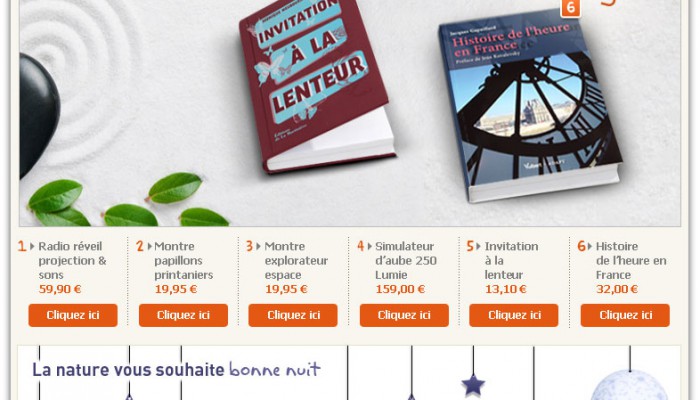 INVITATION
À LA
LENTEUR
6
Jacques Gapaillard
Histoire de l'heure
en France
Vuibert
1 Radio réveil projection & sons 59,90 €
2 Montre papillons printaniers 19,95 €
3 Montre explorateur espace 19,95 €
4 Simulateur d'aube 250 Lumie 159,00 €
5 Invitation à la lenteur 13,10 €
6 Histoire de l'heure en France 32,00 €
Cliquez ici Cliquez ici Cliquez ici Cliquez ici Cliquez ici Cliquez ici
La nature vous souhaite bonne nuit